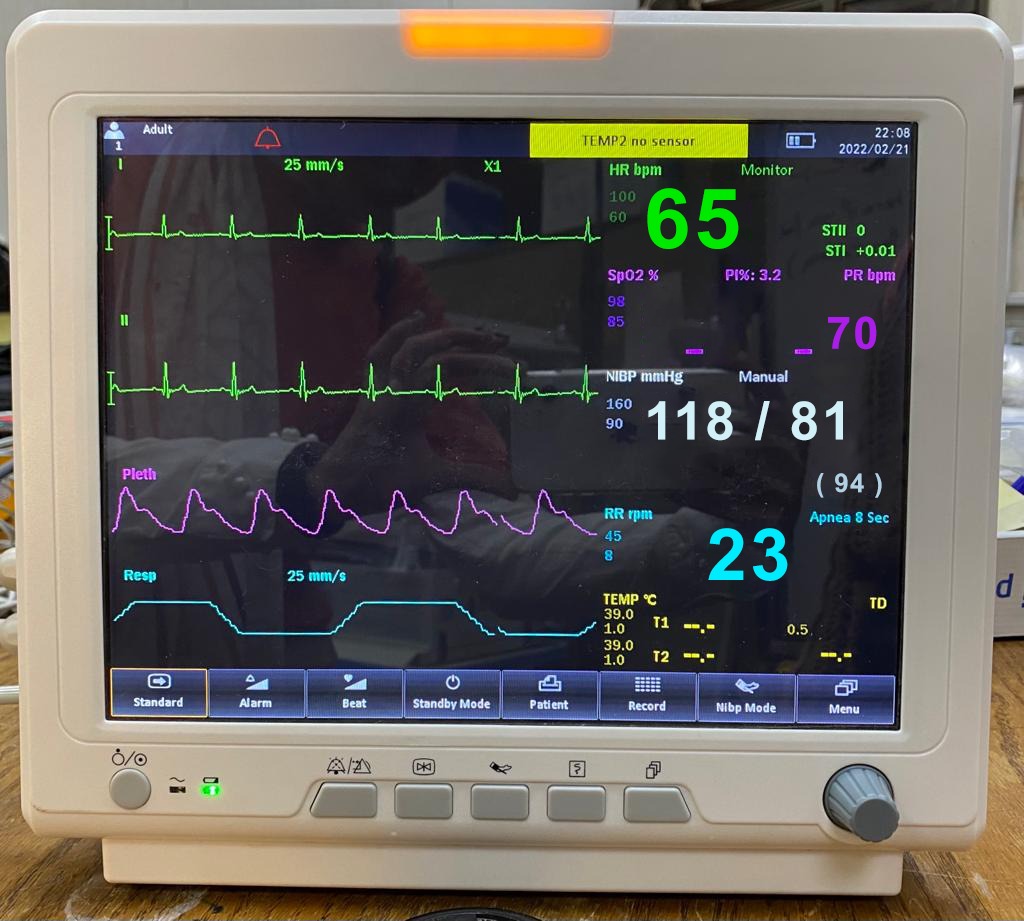 Adult
1
TEMP2 no sensor
22:08
2022/02/21
I
25 mm/s
X1
HR bpm
Monitor
100
60
65
STII 0
STI +0.01
SpO2 %
PI%: 3.2
PR bpm
98
85
70
II
NIBP mmHg
Manual
160
90
118 / 81
( 94 )
Pleth
RR rpm
Apnea 8 Sec
45
8
23
Resp
25 mm/s
TEMP °C
TD
39.0
1.0
T1
--.-
0.5
39.0
1.0
T2
--.-
--.-
Standard
Alarm
Beat
Standby Mode
Patient
Record
Nibp Mode
Menu